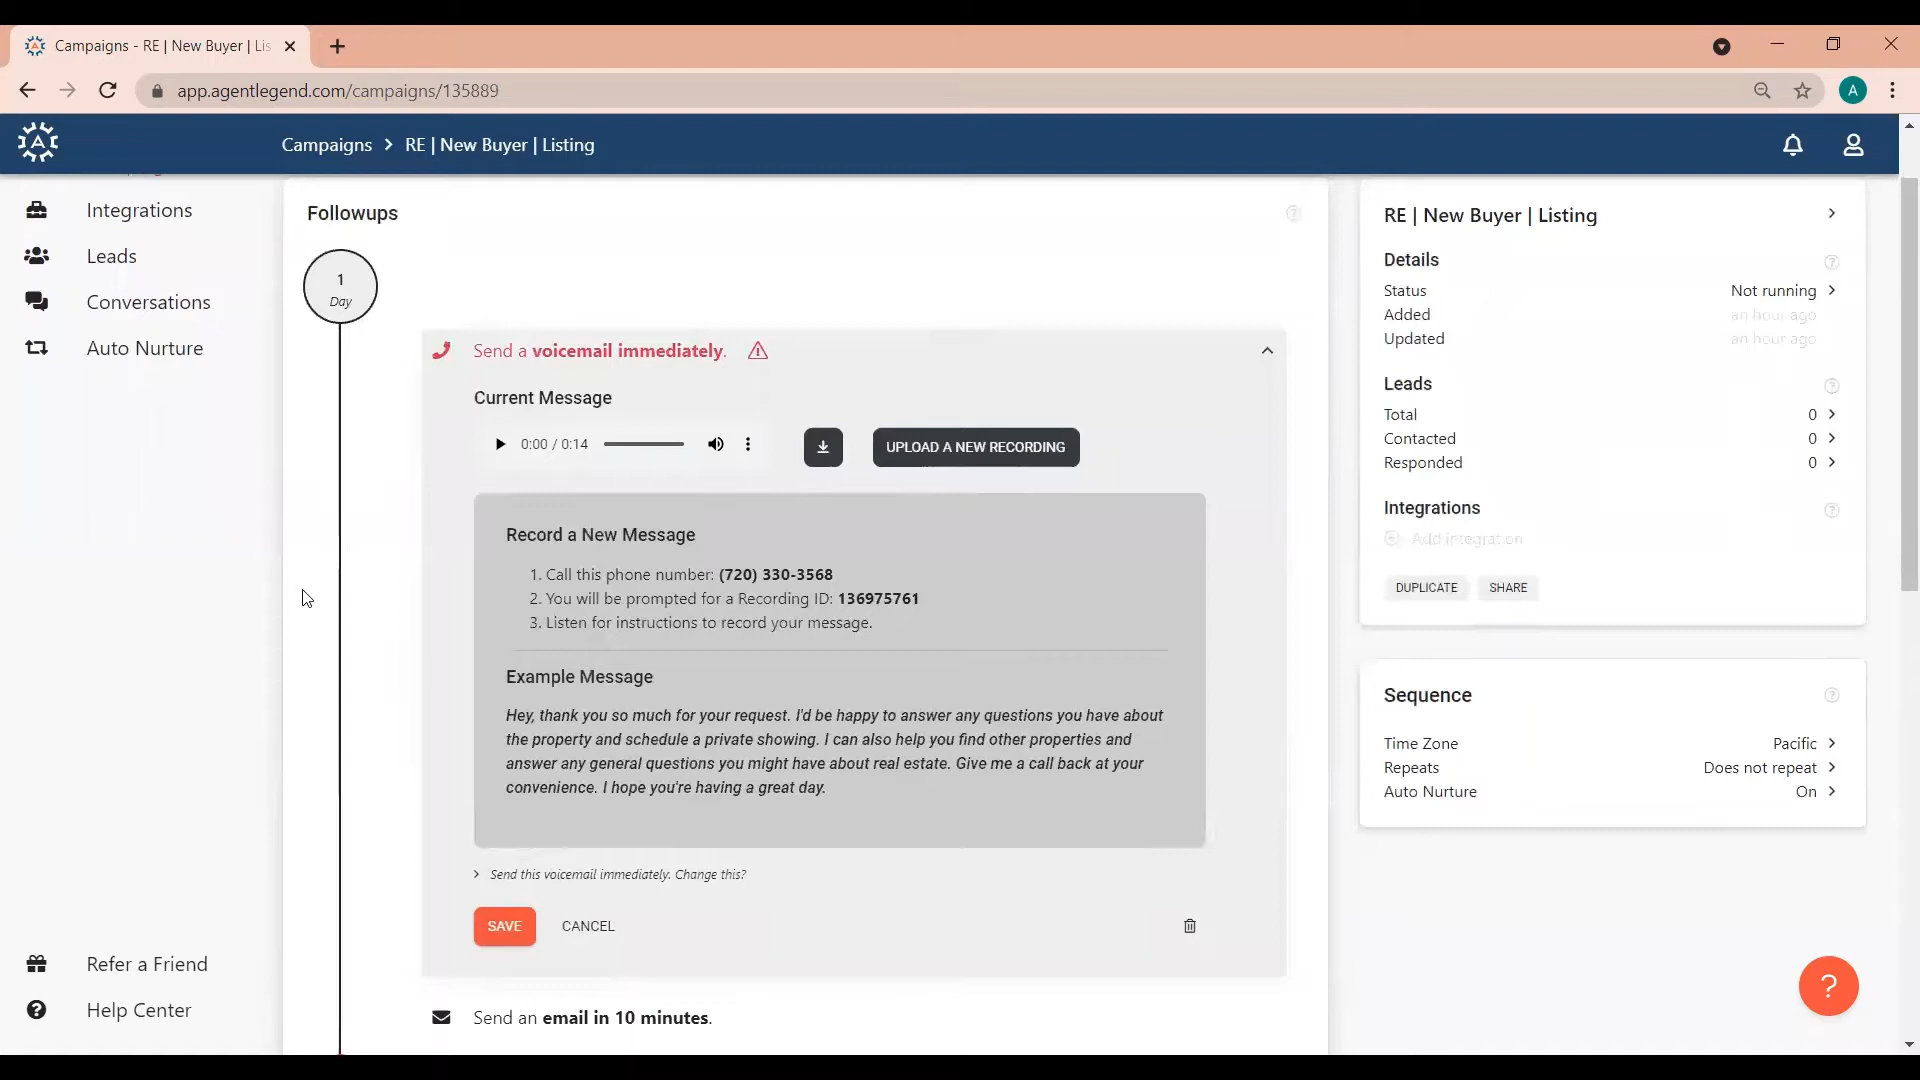 Campaigns - RE | New Buyer | Lis
app.agentlegend.com/campaigns/135889
A
Campaigns > RE | New Buyer | Listing
Integrations
Leads
Conversations
Auto Nurture
Refer a Friend
Help Center
Followups
1
Day
Send a voicemail immediately.
Current Message
0:00 / 0:14
UPLOAD A NEW RECORDING
Record a New Message
1. Call this phone number: (720) 330-3568
2. You will be prompted for a Recording ID: 136975761
3. Listen for instructions to record your message.
Example Message
Hey, thank you so much for your request. I'd be happy to answer any questions you have about
the property and schedule a private showing. I can also help you find other properties and
answer any general questions you might have about real estate. Give me a call back at your
convenience. I hope you're having a great day.
> Send this voicemail immediately. Change this?
SAVE CANCEL
Send an email in 10 minutes.
RE | New Buyer | Listing
Details
Status Not running
Added an hour ago
Updated an hour ago
Leads
Total 0
Contacted 0
Responded 0
Integrations
Add integration
DUPLICATE SHARE
Sequence
Time Zone Pacific
Repeats Does not repeat
Auto Nurture On
?